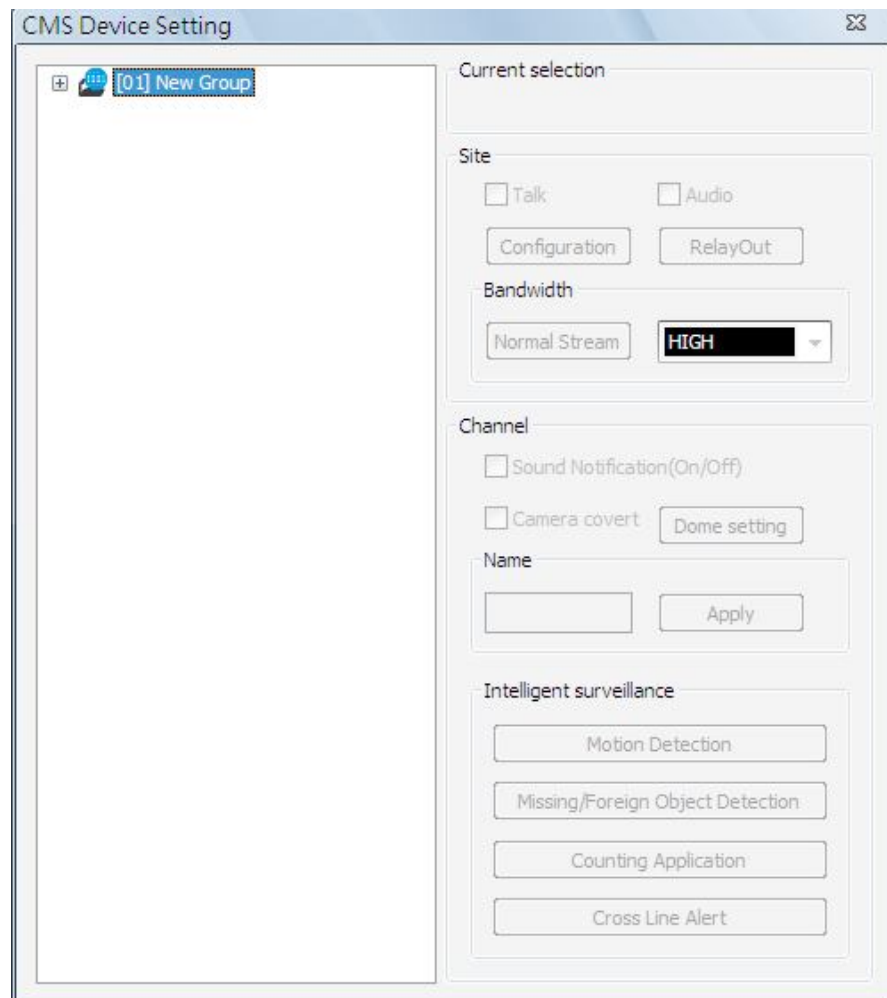 CMS Device Setting
[01] New Group
Current selection
Site
Talk
Audio
Configuration
RelayOut
Bandwidth
Normal Stream
HIGH
Channel
Sound Notification(On/Off)
Camera covert
Dome setting
Name
Apply
Intelligent surveillance
Motion Detection
Missing/Foreign Object Detection
Counting Application
Cross Line Alert